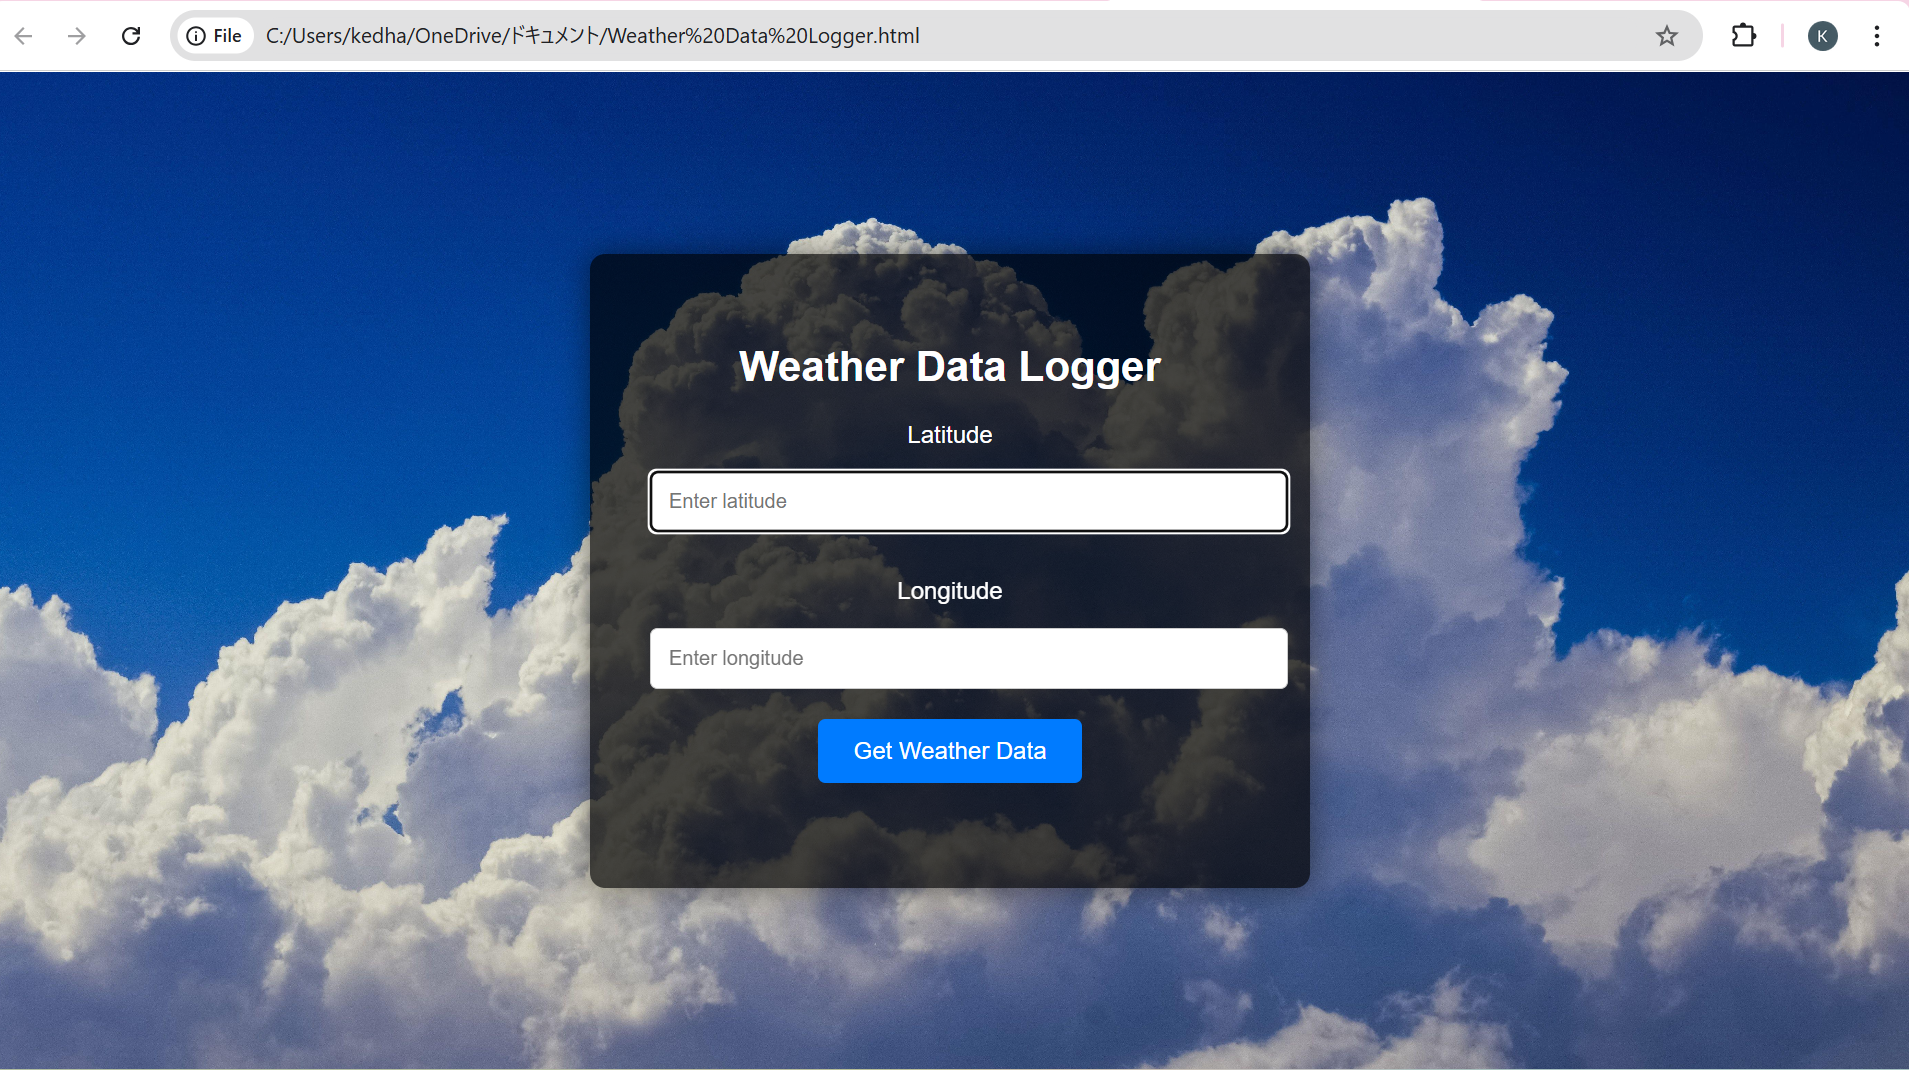 File C:/Users/kedha/OneDrive/ドキュメント/Weather%20Data%20Logger.html
K
Weather Data Logger
Latitude
Enter latitude
Longitude
Enter longitude
Get Weather Data